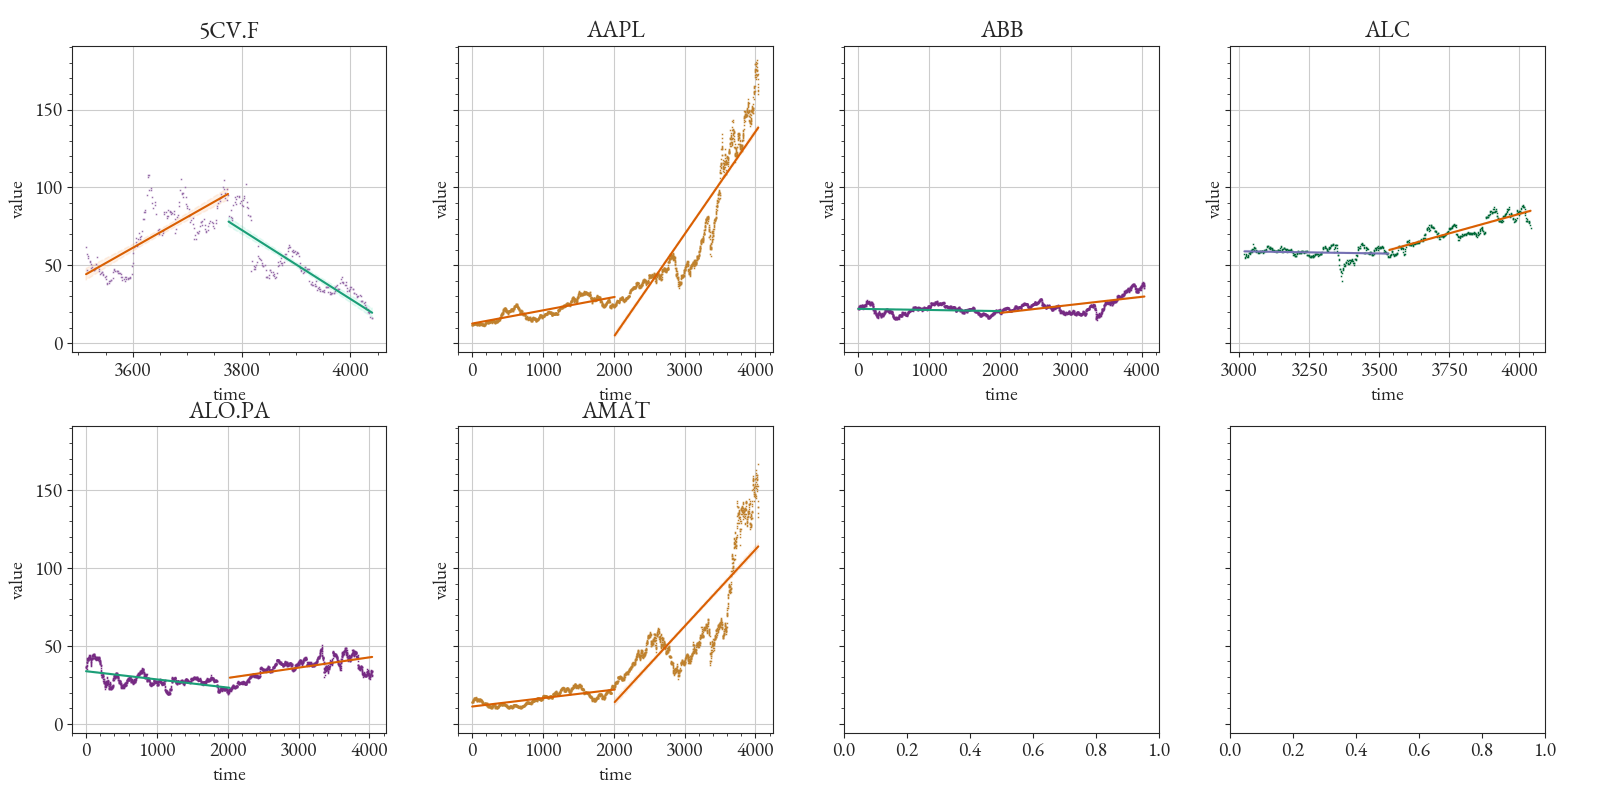 5CV.F AAPL ABB ALC
150
100
50
0
value value value value
3600 3800 4000 0 1000 2000 3000 4000 0 1000 2000 3000 4000 3000 3250 3500 3750 4000
time time time time
ALO.PA AMAT
150
100
50
0
value value
0 1000 2000 3000 4000 0 1000 2000 3000 4000 0.0 0.2 0.4 0.6 0.8 1.0 0.0 0.2 0.4 0.6 0.8 1.0
time time